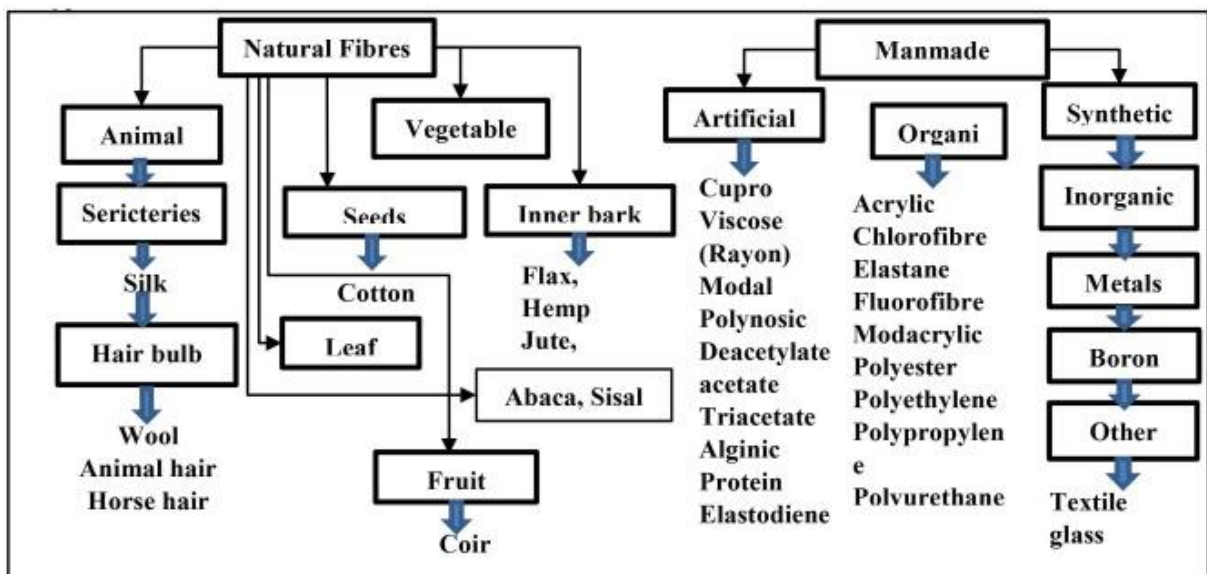 Natural Fibres
Manmade
Animal
Vegetable
Artificial
Organi
Synthetic
Sericteries
Seeds
Inner bark
Inorganic
Silk
Cotton
Flax,
Hemp
Jute,
Hair bulb
Leaf
Abaca, Sisal
Wool
Animal hair
Horse hair
Fruit
Coir
Cupro
Viscose
(Rayon)
Modal
Polynosic
Deacetylate
acetate
Triacetate
Alginic
Protein
Elastodiene
Acrylic
Chlorofibre
Elastane
Fluorofibre
Modacrylic
Polyester
Polyethylene
Polypropylen
e
Polyurethane
Metals
Boron
Other
Textile
glass